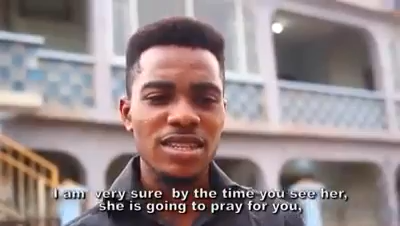 I am very sure by the time you see her,
she is going to pray for you,